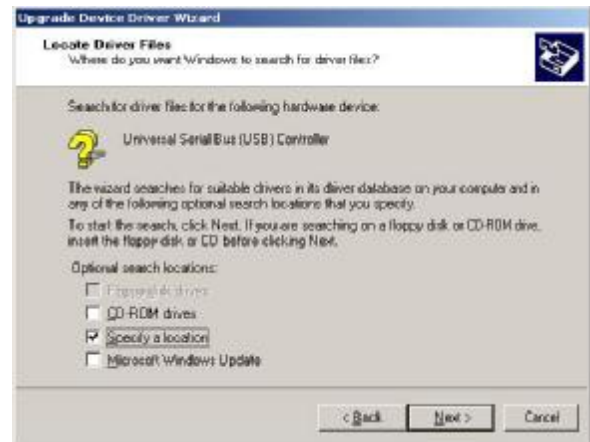 Upgrade Device Driver Wizard
Locate Driver Files
Where do you want Windows to search for driver files?
Search for driver files for the following hardware device:
Universal Serial Bus (USB) Controller
The wizard searches for suitable drivers in its driver database on your computer and in
any of the following optional search locations that you specify.
To start the search, click Next. If you are searching on a floppy disk or CD-ROM drive,
insert the floppy disk or CD before clicking Next.
Optional search locations:
Floppy disk drives
CD-ROM drives
Specify a location
Microsoft Windows Update
< Back
Next >
Cancel